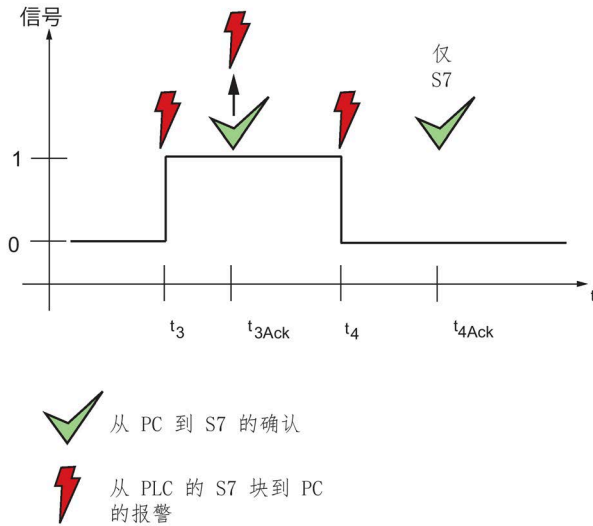 信号
仅
S7
1
0
t
t3
t3Ack
t4
t4Ack
从 PC 到 S7 的确认
从 PLC 的 S7 块到 PC
的报警